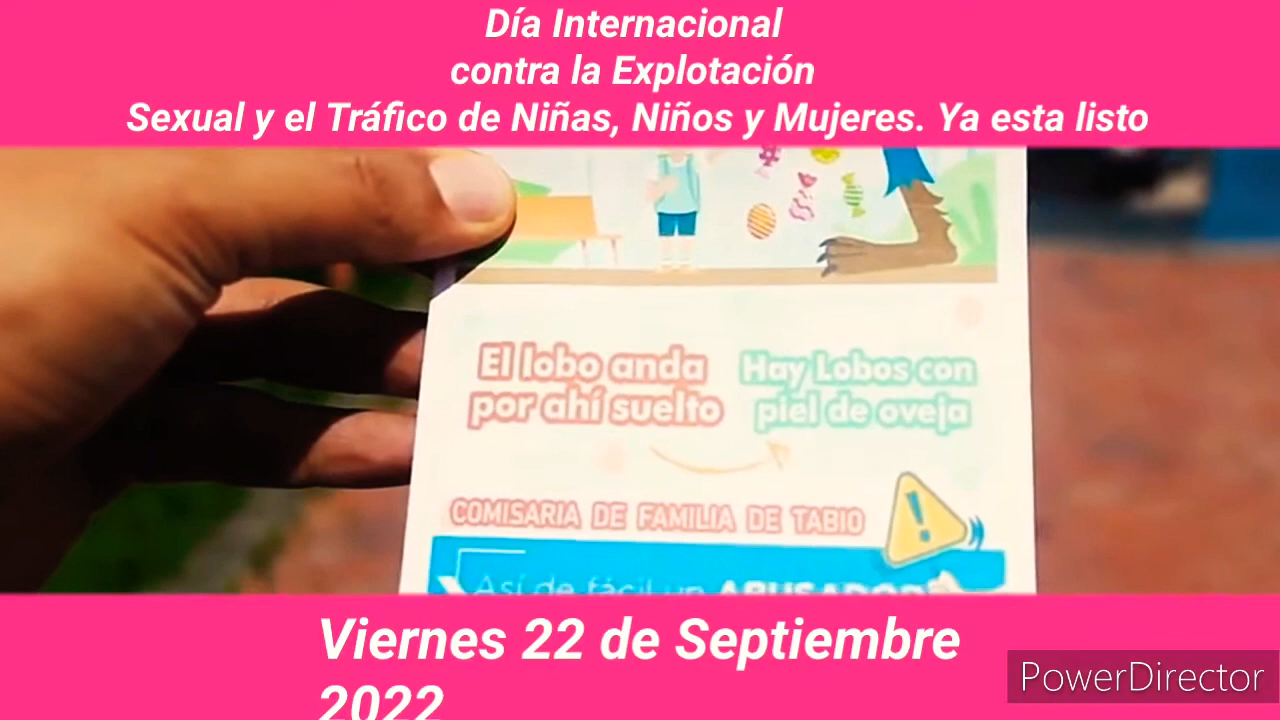 Día Internacional
contra la Explotación
Sexual y el Tráfico de Niñas, Niños y Mujeres. Ya esta listo
El lobo anda
por ahí suelto
Hay Lobos con
piel de oveja
COMISARIA DE FAMILIA DE TABIO
Así de fácil un ABUSADOR
Viernes 22 de Septiembre
2022
PowerDirector